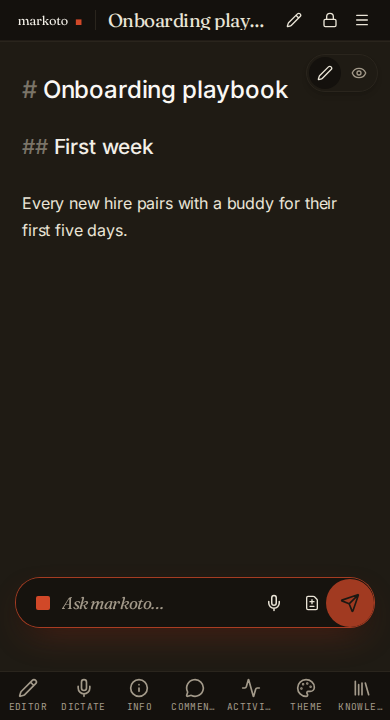 markoto
Onboarding play…
# Onboarding playbook
## First week
Every new hire pairs with a buddy for their
first five days.
Ask markoto…
EDITOR DICTATE INFO COMMEN… ACTIVI… THEME KNOWLE…